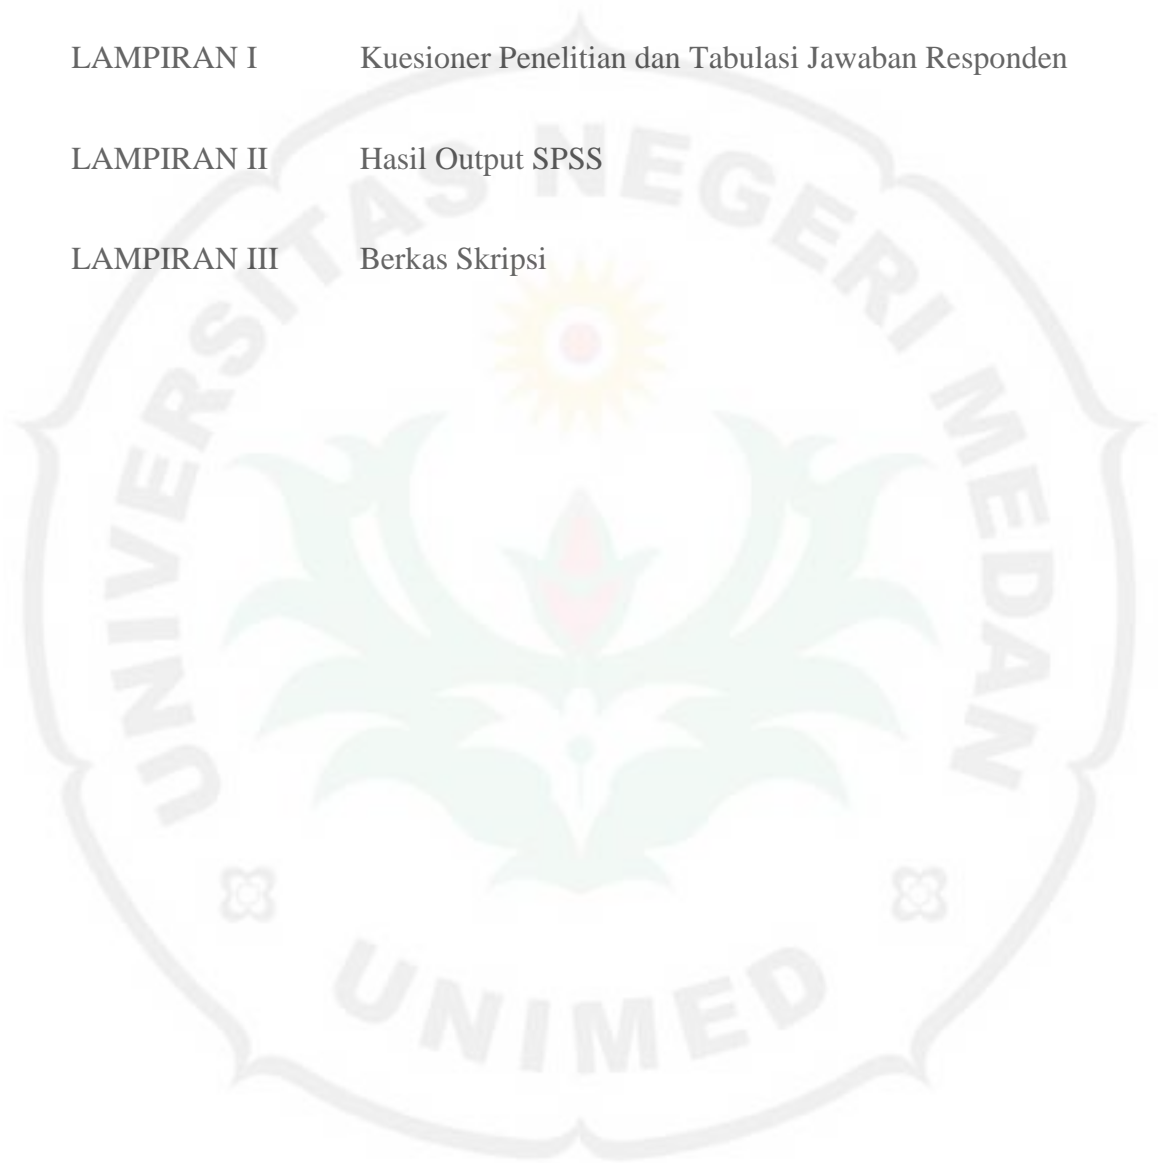 LAMPIRAN I Kuesioner Penelitian dan Tabulasi Jawaban Responden
LAMPIRAN II Hasil Output SPSS
LAMPIRAN III Berkas Skripsi
UNIVERSITAS NEGERI MEDAN
UNIMED